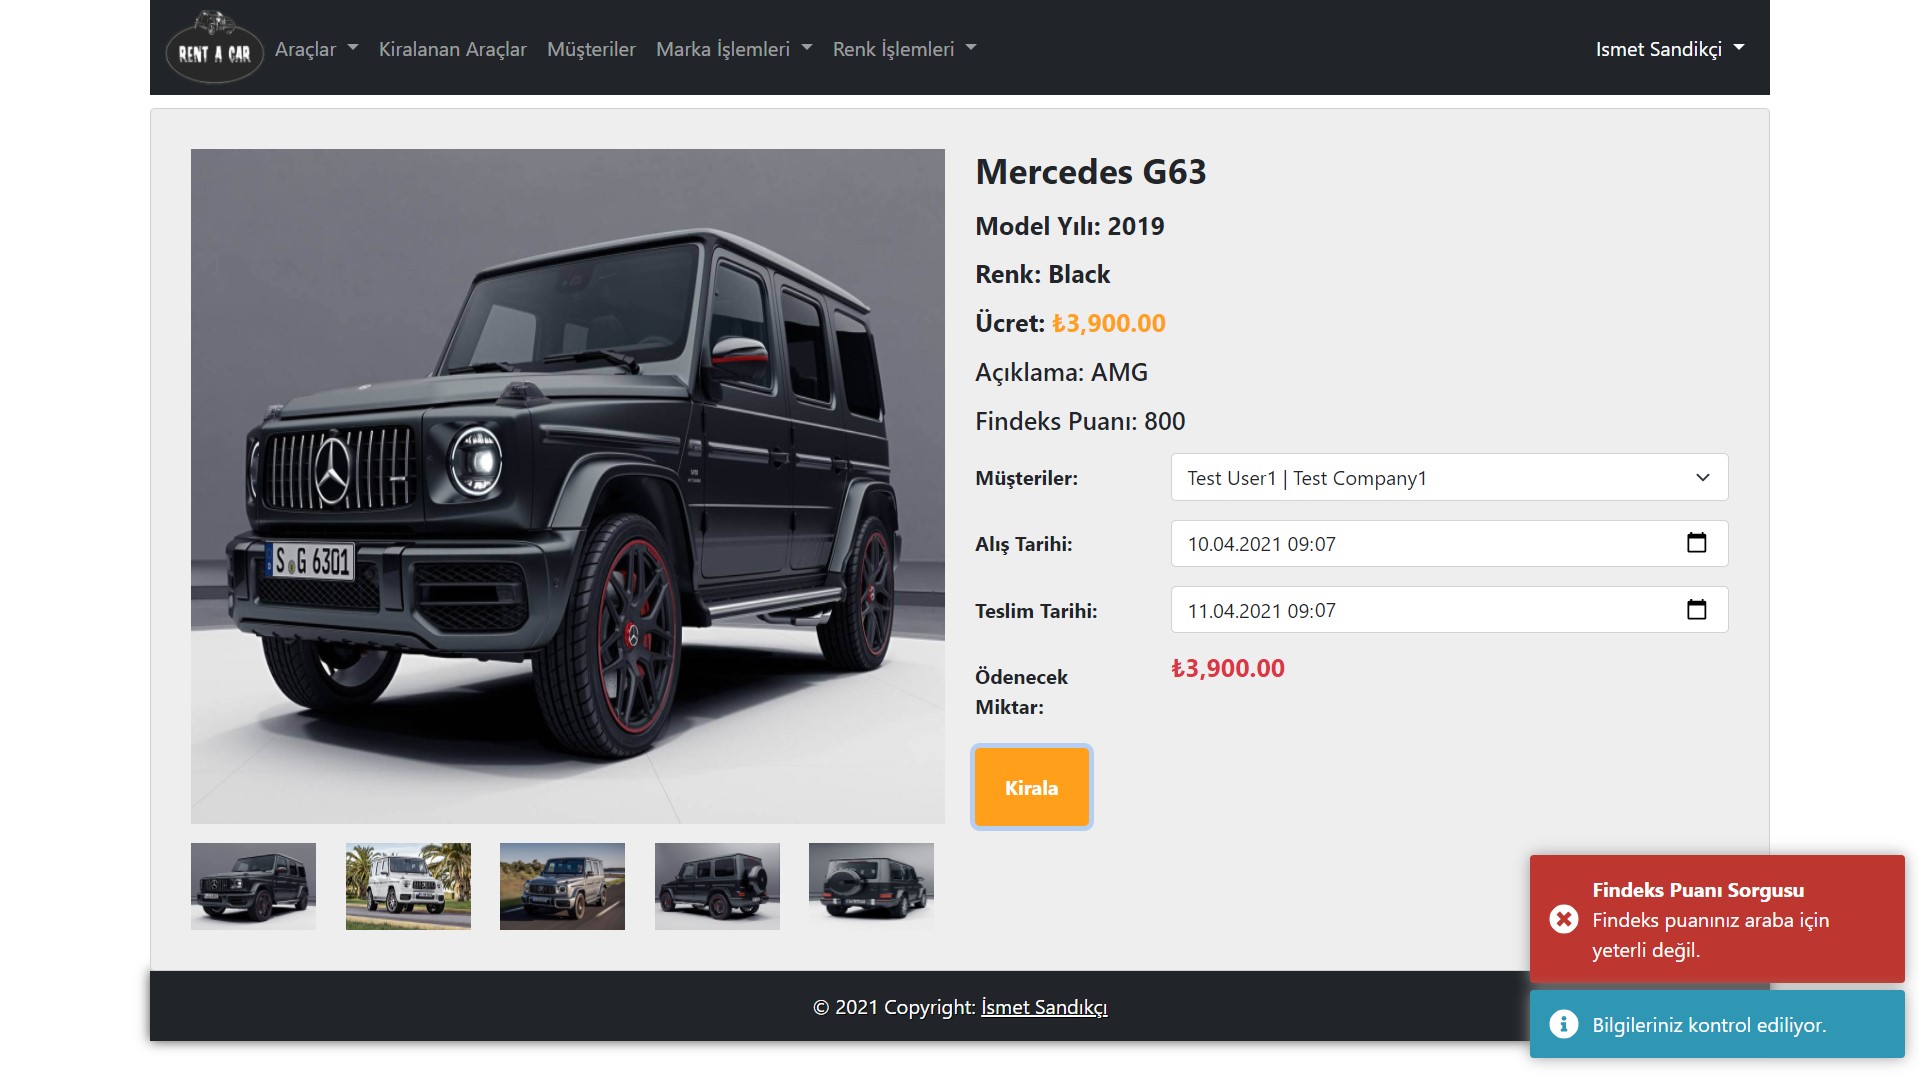 RENT A CAR
Araçlar
Kiralanan Araçlar
Müşteriler
Marka İşlemleri
Renk İşlemleri
Ismet Sandikçi
S G 6301
Mercedes G63
Model Yılı: 2019
Renk: Black
Ücret: ₺3,900.00
Açıklama: AMG
Findeks Puanı: 800
Müşteriler:
Test User1 | Test Company1
Alış Tarihi:
10.04.2021 09:07
Teslim Tarihi:
11.04.2021 09:07
Ödenecek
Miktar:
₺3,900.00
Kirala
Findeks Puanı Sorgusu
Findeks puanınız araba için
yeterli değil.
Bilgileriniz kontrol ediliyor.
© 2021 Copyright: İsmet Sandıkçı